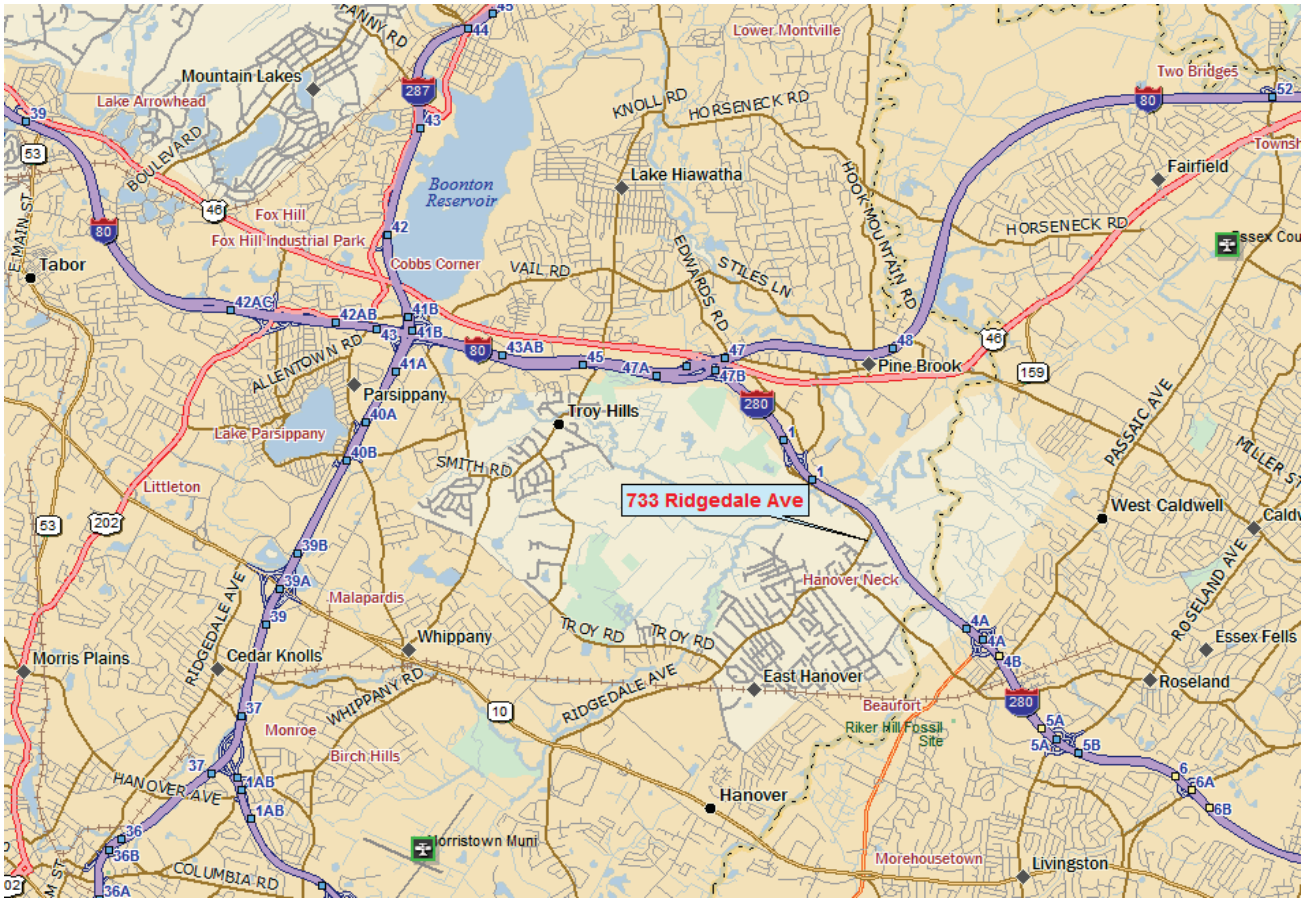 FANNY RD
45
44
Lower Montville
Two Bridges
Mountain Lakes
287
52
Lake Arrowhead
KNOLL RD
HORSENECK RD
80
39
43
53
BOULEVARD
Boonton
Reservoir
Lake Hiawatha
HOOK MOUNTAIN RD
Fairfield
Townsh
46
Fox Hill
E MAIN ST
80
42
Fox Hill Industrial Park
HORSENECK RD
Essex Cou
Tabor
Cobbs Corner
VAIL RD
EDWARDS RD
STILES LN
42AC
42AB
43
41B
41B
80
43AB
45
47A
47
47B
48
46
Pine Brook
159
ALLENTOWN RD
41A
Parsippany
280
PASSAIC AVE
40A
Troy Hills
Lake Parsippany
1
MILLER ST
40B
SMITH RD
1
Littleton
733 Ridgedale Ave
West Caldwell
Caldw
53
202
39B
39A
Hanover Neck
ROSELAND AVE
RIDGEDALE AVE
Malapardis
39
TROY RD
TROY RD
4A
4A
4B
Whippany
Essex Fells
Morris Plains
Cedar Knolls
RIDGEDALE AVE
East Hanover
Roseland
WHIPPANY RD
10
280
Beaufort
37
Monroe
Riker Hill Fossil
Site
5A
5A
5B
Birch Hills
37
6
6A
6B
HANOVER AVE
1AB
1AB
Hanover
36
36B
Morristown Muni
Morehousetown
Livingston
COLUMBIA RD
M ST
02
36A